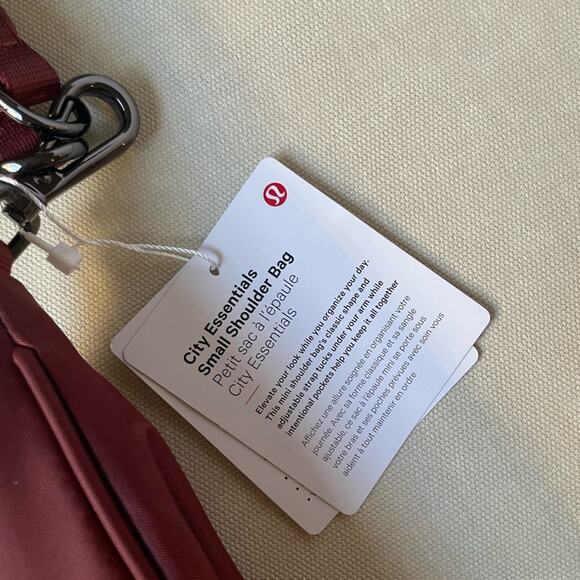 City Essentials
Small Shoulder Bag
Petit sac à l'épaule
City Essentials
Elevate your look while you organize your day.
This mini shoulder bag's classic shape and
adjustable strap tucks under your arm while
intentional pockets help you keep it all together
Affichez une allure soignée en organisant votre
journée. Avec sa forme classique et sa sangle
ajustable, ce sac à l'épaule mini se porte sous
votre bras et ses poches prévues avec soin vous
aident à tout maintenir en ordre